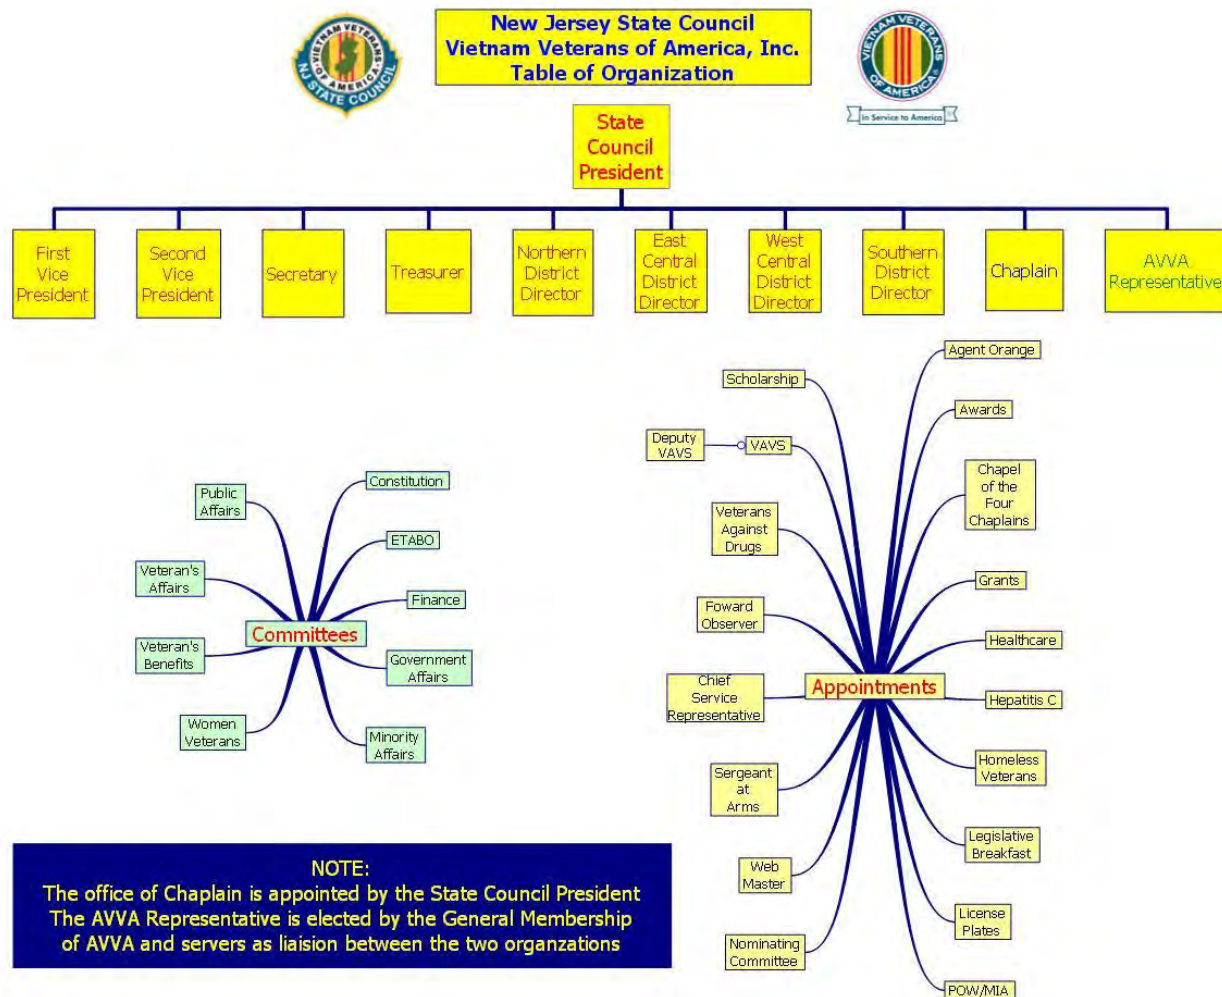 New Jersey State Council
Vietnam Veterans of America, Inc.
Table of Organization
VIETNAM VETERANS
OF AMERICA
NJ STATE COUNCIL
VIETNAM VETERANS
OF AMERICA
In Service to America
State
Council
President
First
Vice
President
Second
Vice
President
Secretary
Treasurer
Northern
District
Director
East
Central
District
Director
West
Central
District
Director
Southern
District
Director
Chaplain
AVVA
Representative
Public
Affairs
Veteran's
Affairs
Veteran's
Benefits
Women
Veterans
Committees
Constitution
ETABO
Finance
Government
Affairs
Minority
Affairs
Scholarship
Deputy
VAVS
VAVS
Veterans
Against
Drugs
Foward
Observer
Chief
Service
Representative
Sergeant
at
Arms
Web
Master
Nominating
Committee
Appointments
Agent Orange
Awards
Chapel
of the
Four
Chaplains
Grants
Healthcare
Hepatitis C
Homeless
Veterans
Legislative
Breakfast
License
Plates
POW/MIA
NOTE:
The office of Chaplain is appointed by the State Council President
The AVVA Representative is elected by the General Membership
of AVVA and servers as liaision between the two organzations